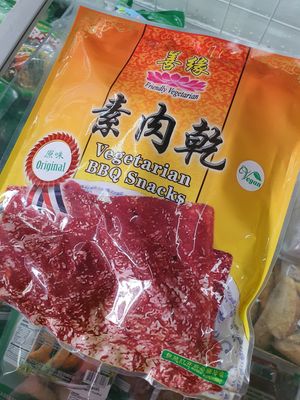 善緣
Friendly Vegetarian
素肉乾
原味
Original
Vegetarian
BBQ Snacks
Vegan